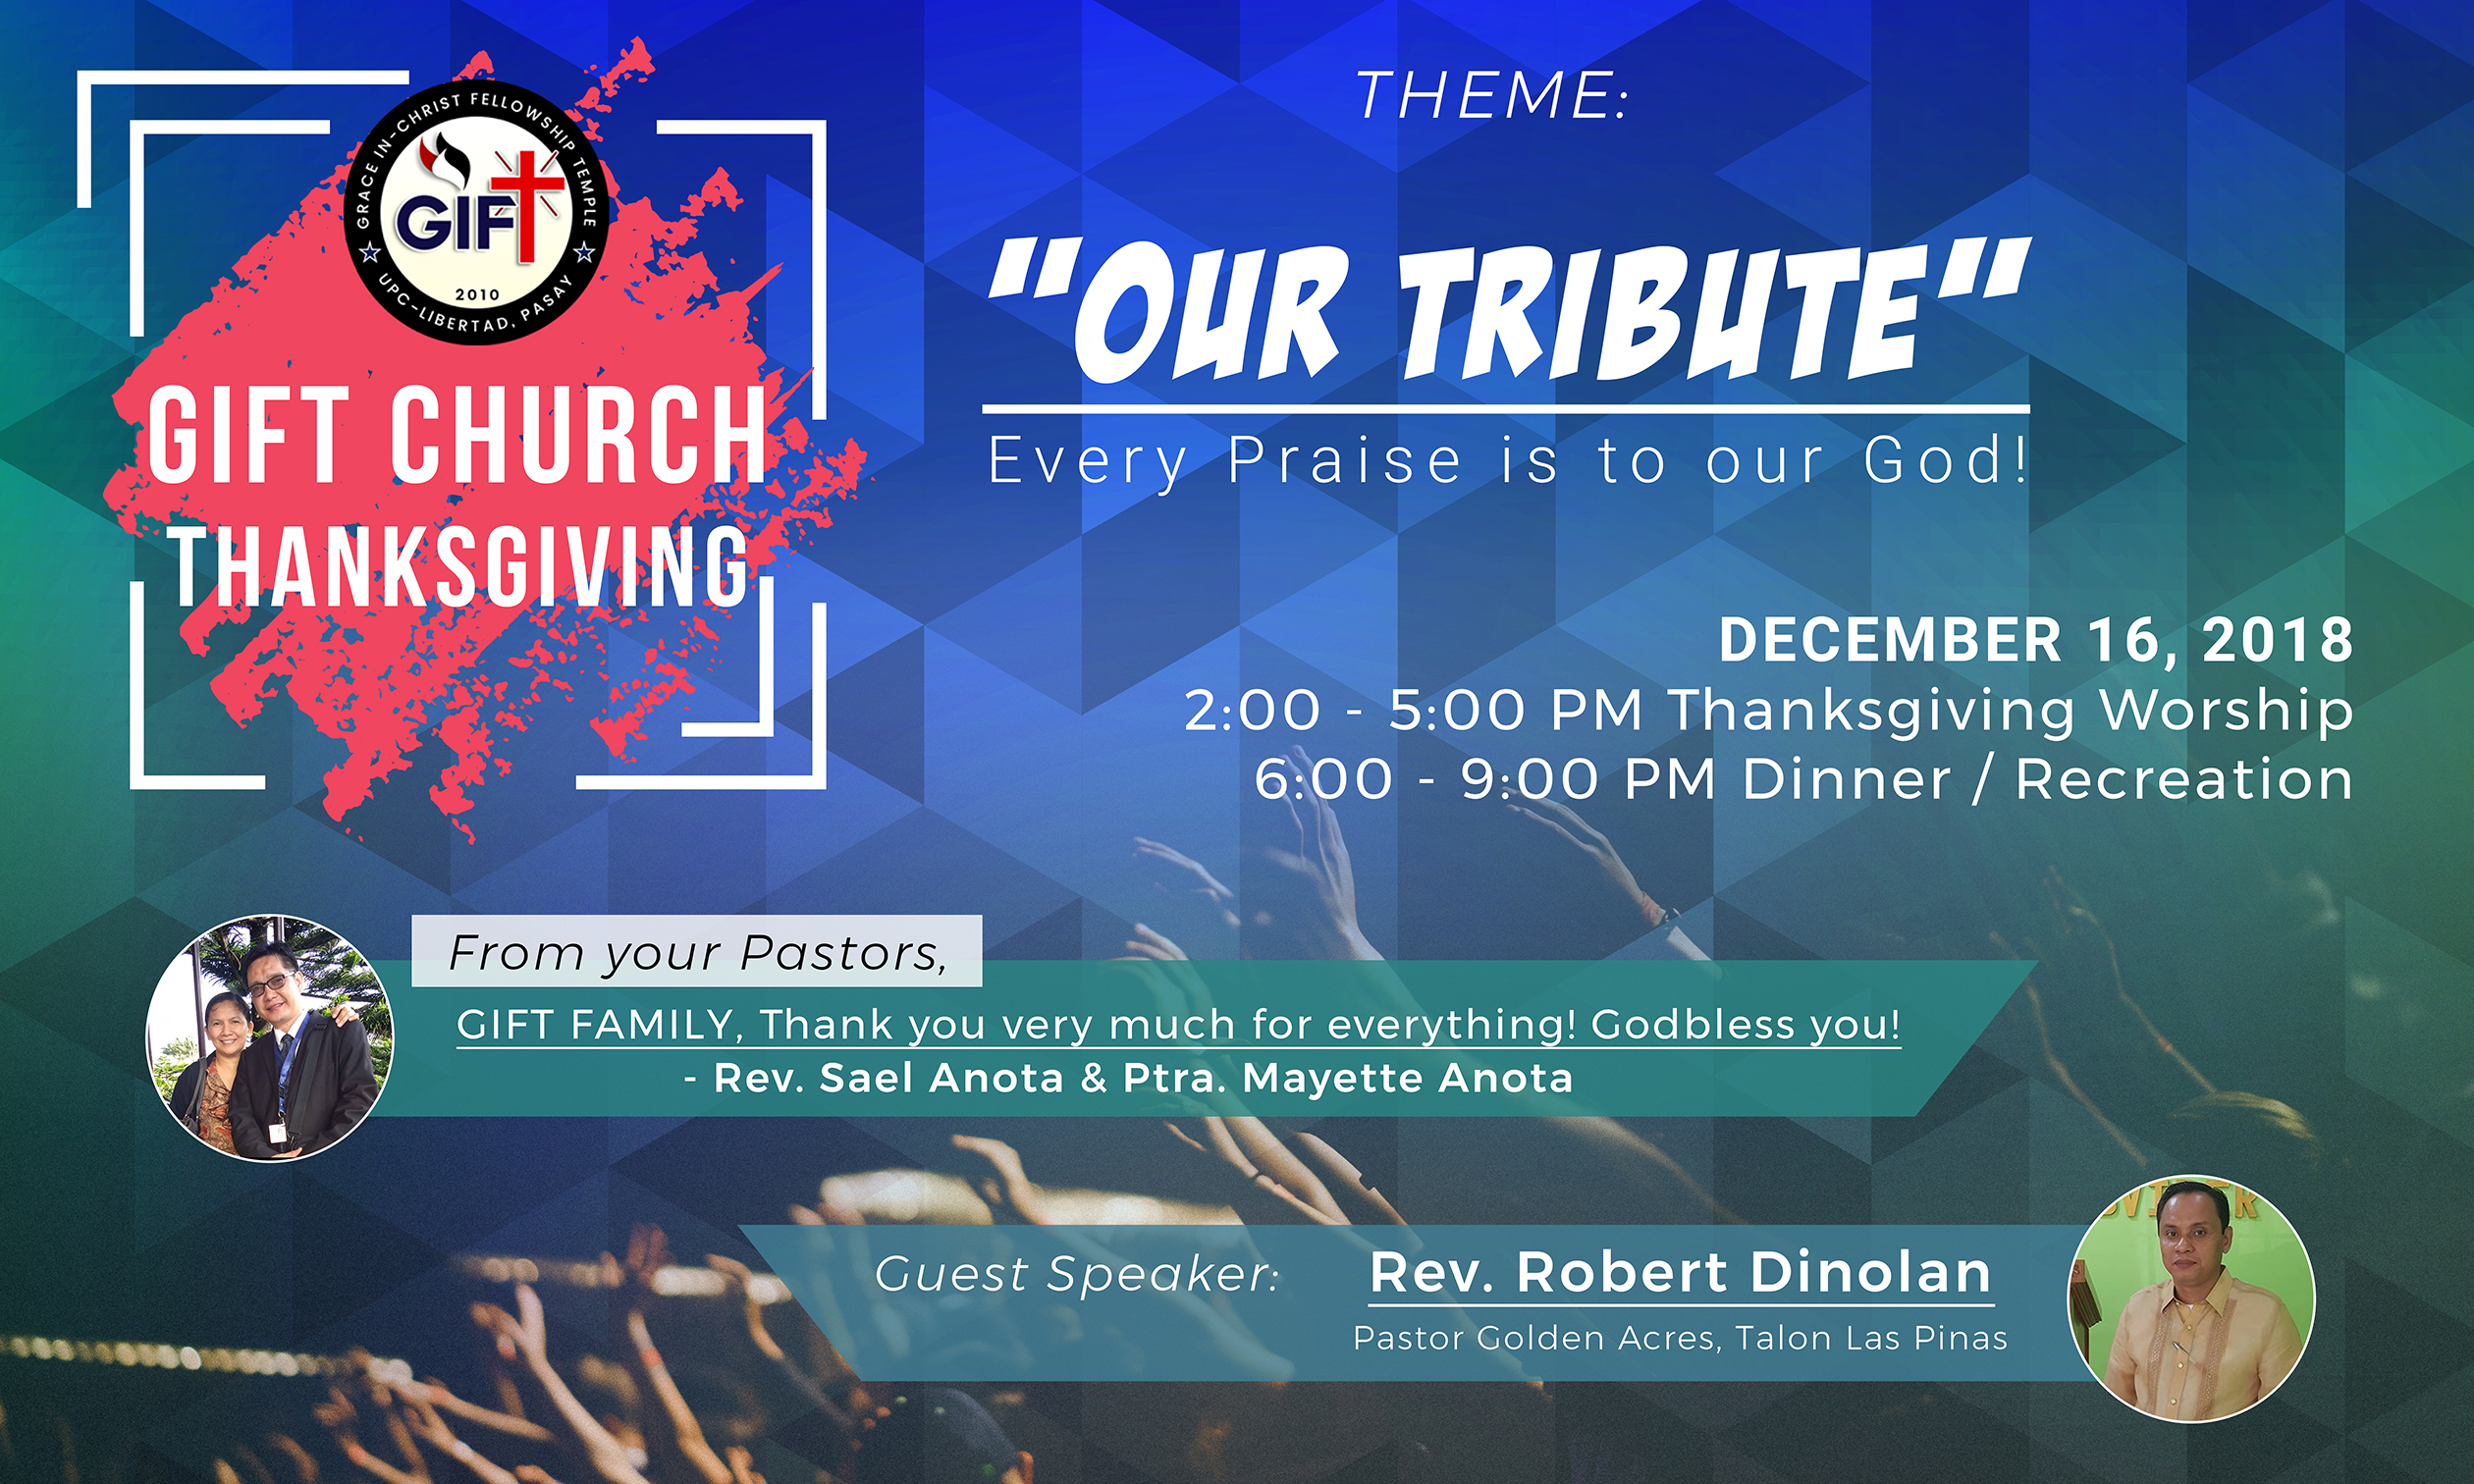 GRACE IN-CHRIST FELLOWSHIP TEMPLE
GIFT
2010
UPC-LIBERTAD, PASAY
GIFT CHURCH
THANKSGIVING
THEME:
"OUR TRIBUTE"
Every Praise is to our God!
DECEMBER 16, 2018
2:00 - 5:00 PM Thanksgiving Worship
6:00 - 9:00 PM Dinner / Recreation
From your Pastors,
GIFT FAMILY, Thank you very much for everything! Godbless you!
- Rev. Sael Anota & Ptra. Mayette Anota
Guest Speaker:
Rev. Robert Dinolan
Pastor Golden Acres, Talon Las Pinas